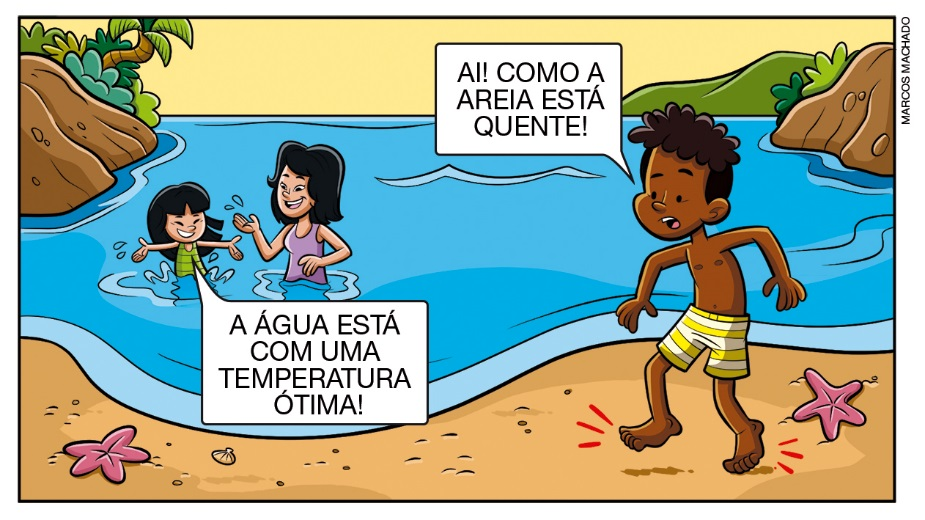 AI! COMO A
AREIA ESTÁ
QUENTE!
A ÁGUA ESTÁ
COM UMA
TEMPERATURA
ÓTIMA!
MARCOS MACHADO